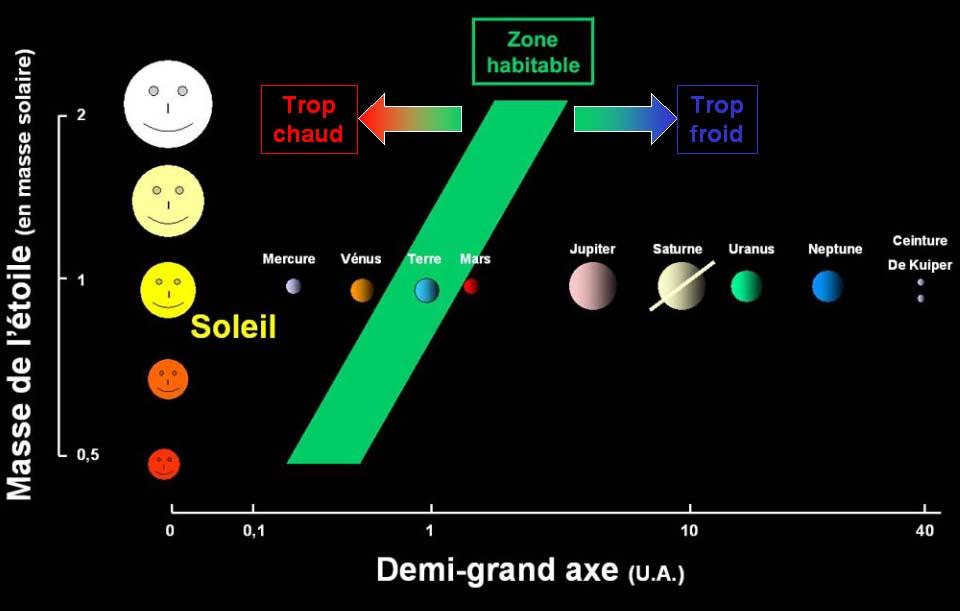 Zone
habitable
Trop
chaud
Trop
froid
Masse de l'étoile (en masse solaire)
2
1
0,5
Mercure
Vénus
Terre
Mars
Jupiter
Saturne
Uranus
Neptune
Ceinture
De Kuiper
Soleil
0
0,1
1
10
40
Demi-grand axe (U.A.)